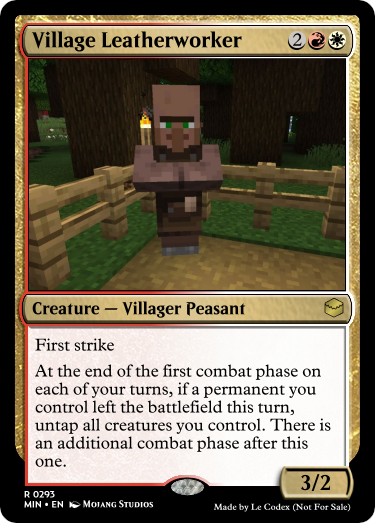 Village Leatherworker 2
Creature — Villager Peasant
First strike
At the end of the first combat phase on
each of your turns, if a permanent you
control left the battlefield this turn,
untap all creatures you control. There is
an additional combat phase after this
one.
3/2
R 0293
MIN • EN Mojang Studios
Made by Le Codex (Not For Sale)